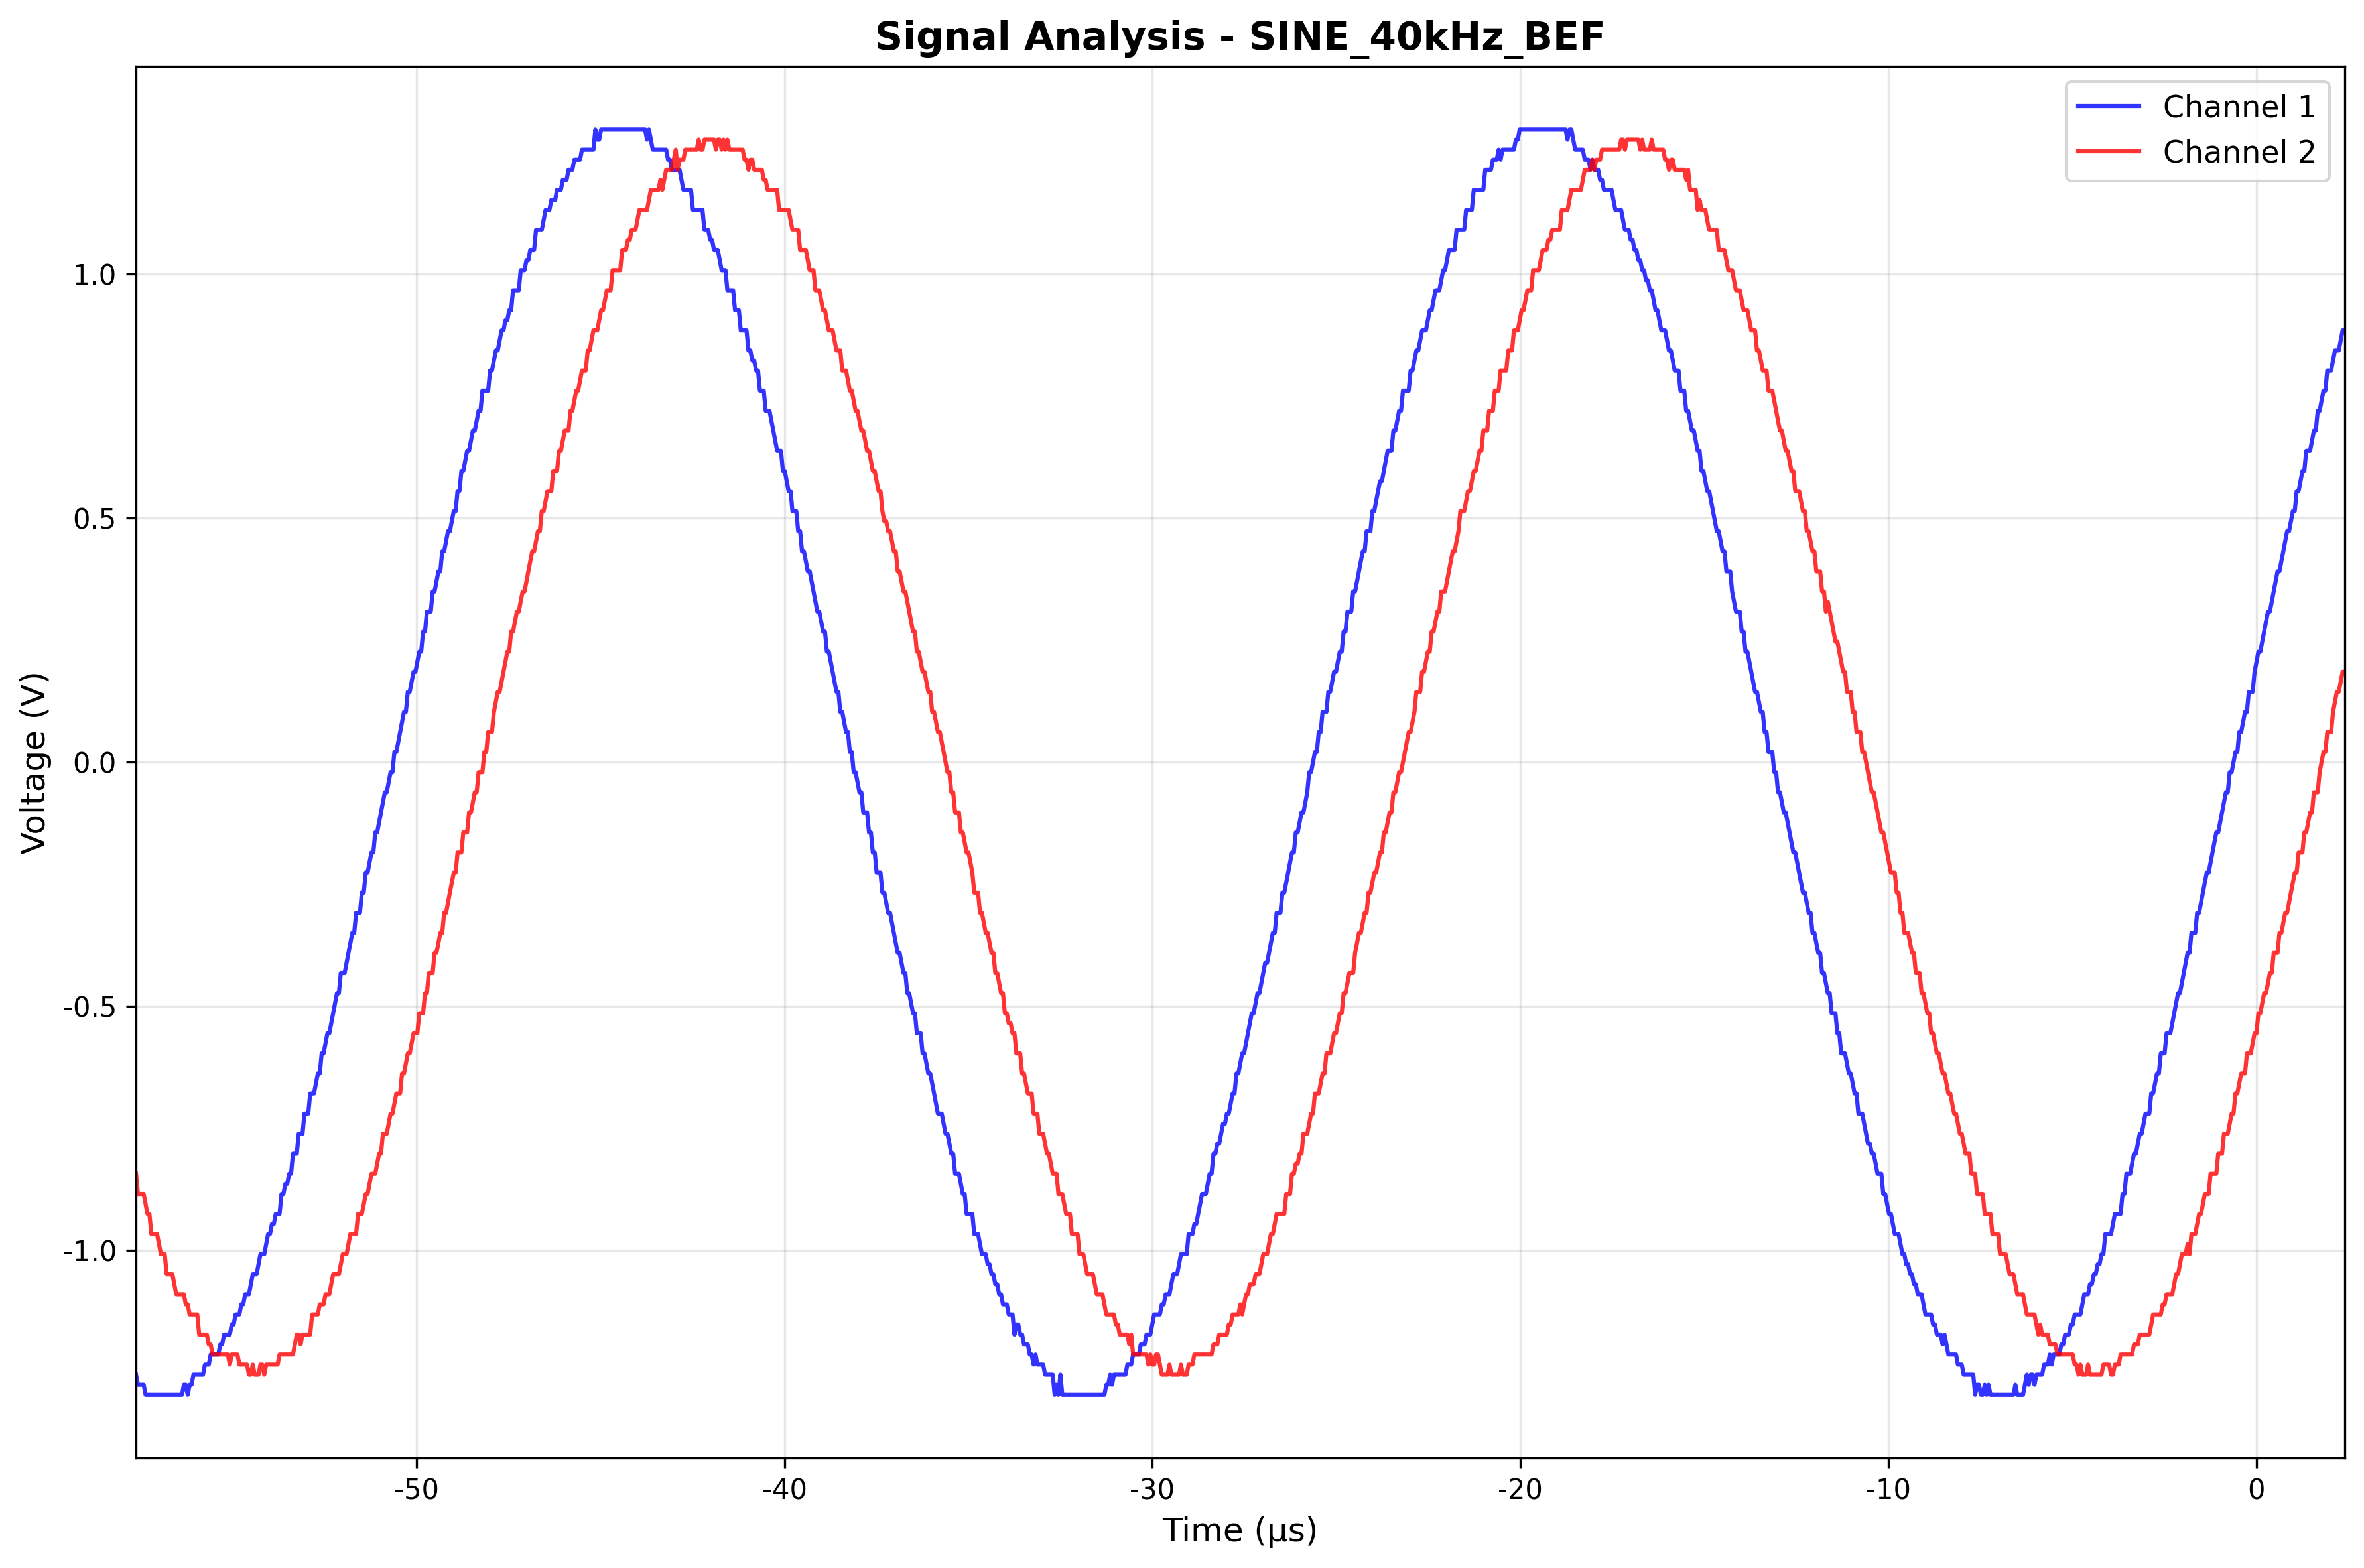 Signal Analysis - SINE_40kHz_BEF
Channel 1
Channel 2
1.0
0.5
0.0
-0.5
-1.0
Voltage (V)
-50
-40
-30
-20
-10
0
Time (µs)